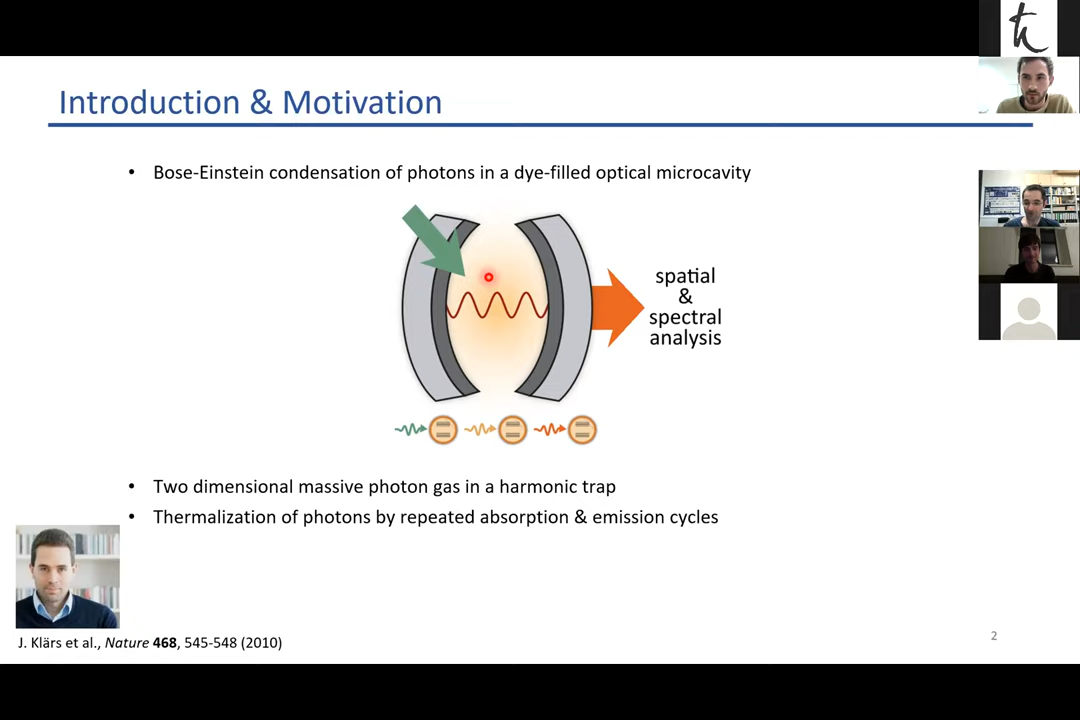 Introduction & Motivation
• Bose-Einstein condensation of photons in a dye-filled optical microcavity
spatial
&
spectral
analysis
• Two dimensional massive photon gas in a harmonic trap
• Thermalization of photons by repeated absorption & emission cycles
J. Klärs et al., Nature 468, 545-548 (2010)
2